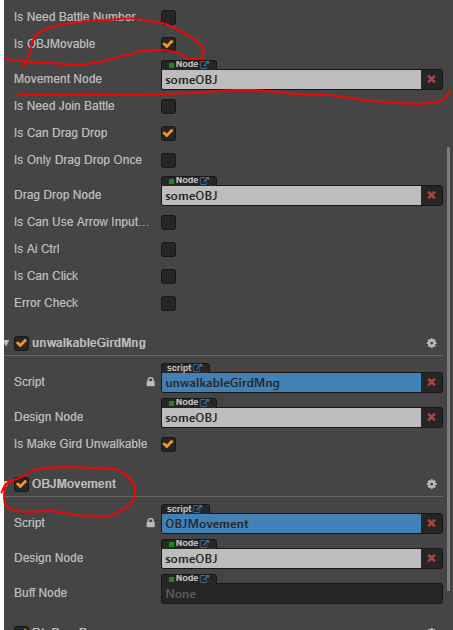 Is Need Battle Number...
Is OBJMovable
Node
Movement Node someOBJ
Is Need Join Battle
Is Can Drag Drop
Is Only Drag Drop Once
Node
Drag Drop Node someOBJ
Is Can Use Arrow Input...
Is Ai Ctrl
Is Can Click
Error Check
unwalkableGirdMng
script
Script unwalkableGirdMng
Node
Design Node someOBJ
Is Make Gird Unwalkable
OBJMovement
script
Script OBJMovement
Node
Design Node someOBJ
Node
Buff Node None